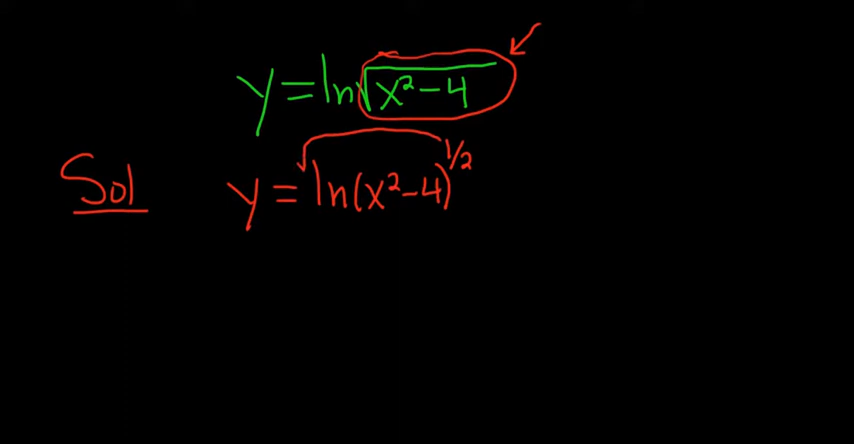 y = ln√(x² - 4)
Sol y = ln(x² - 4)^1/2